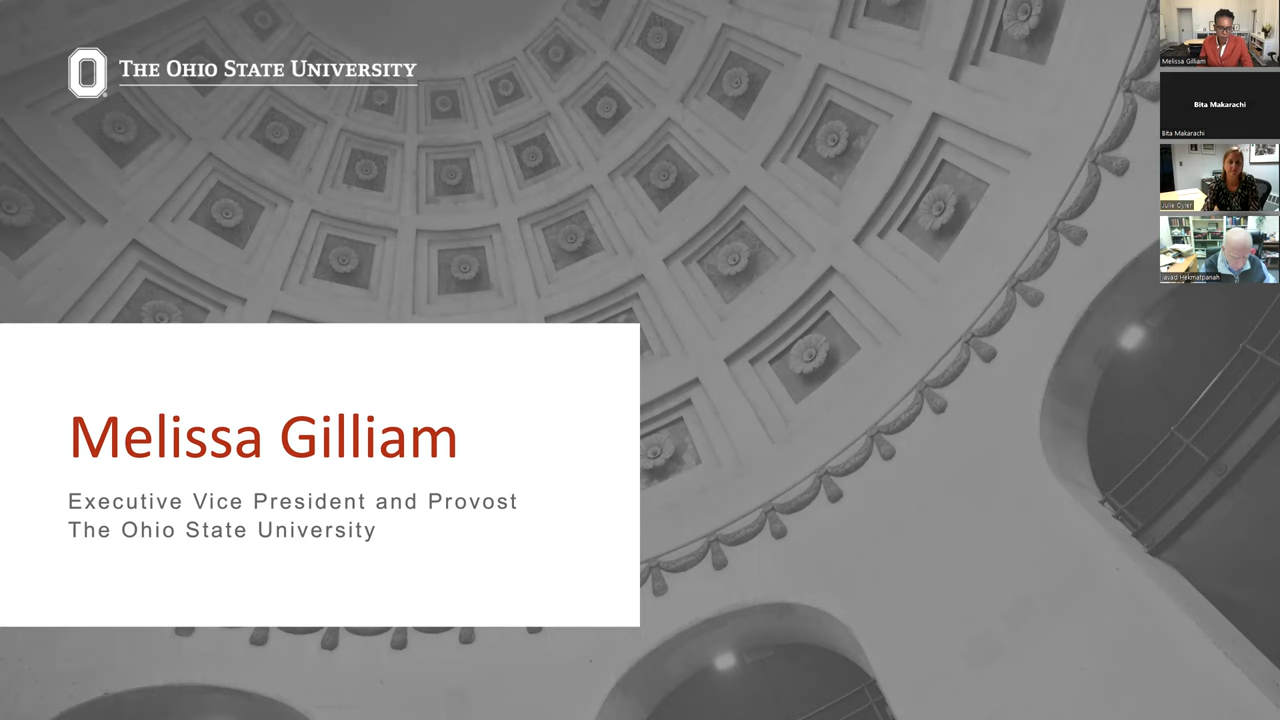 THE OHIO STATE UNIVERSITY
Melissa Gilliam
Executive Vice President and Provost
The Ohio State University
Melissa Gilliam
Bita Makarachi
Bita Makarachi
Julie Oyler
Javad Hekmatpanah